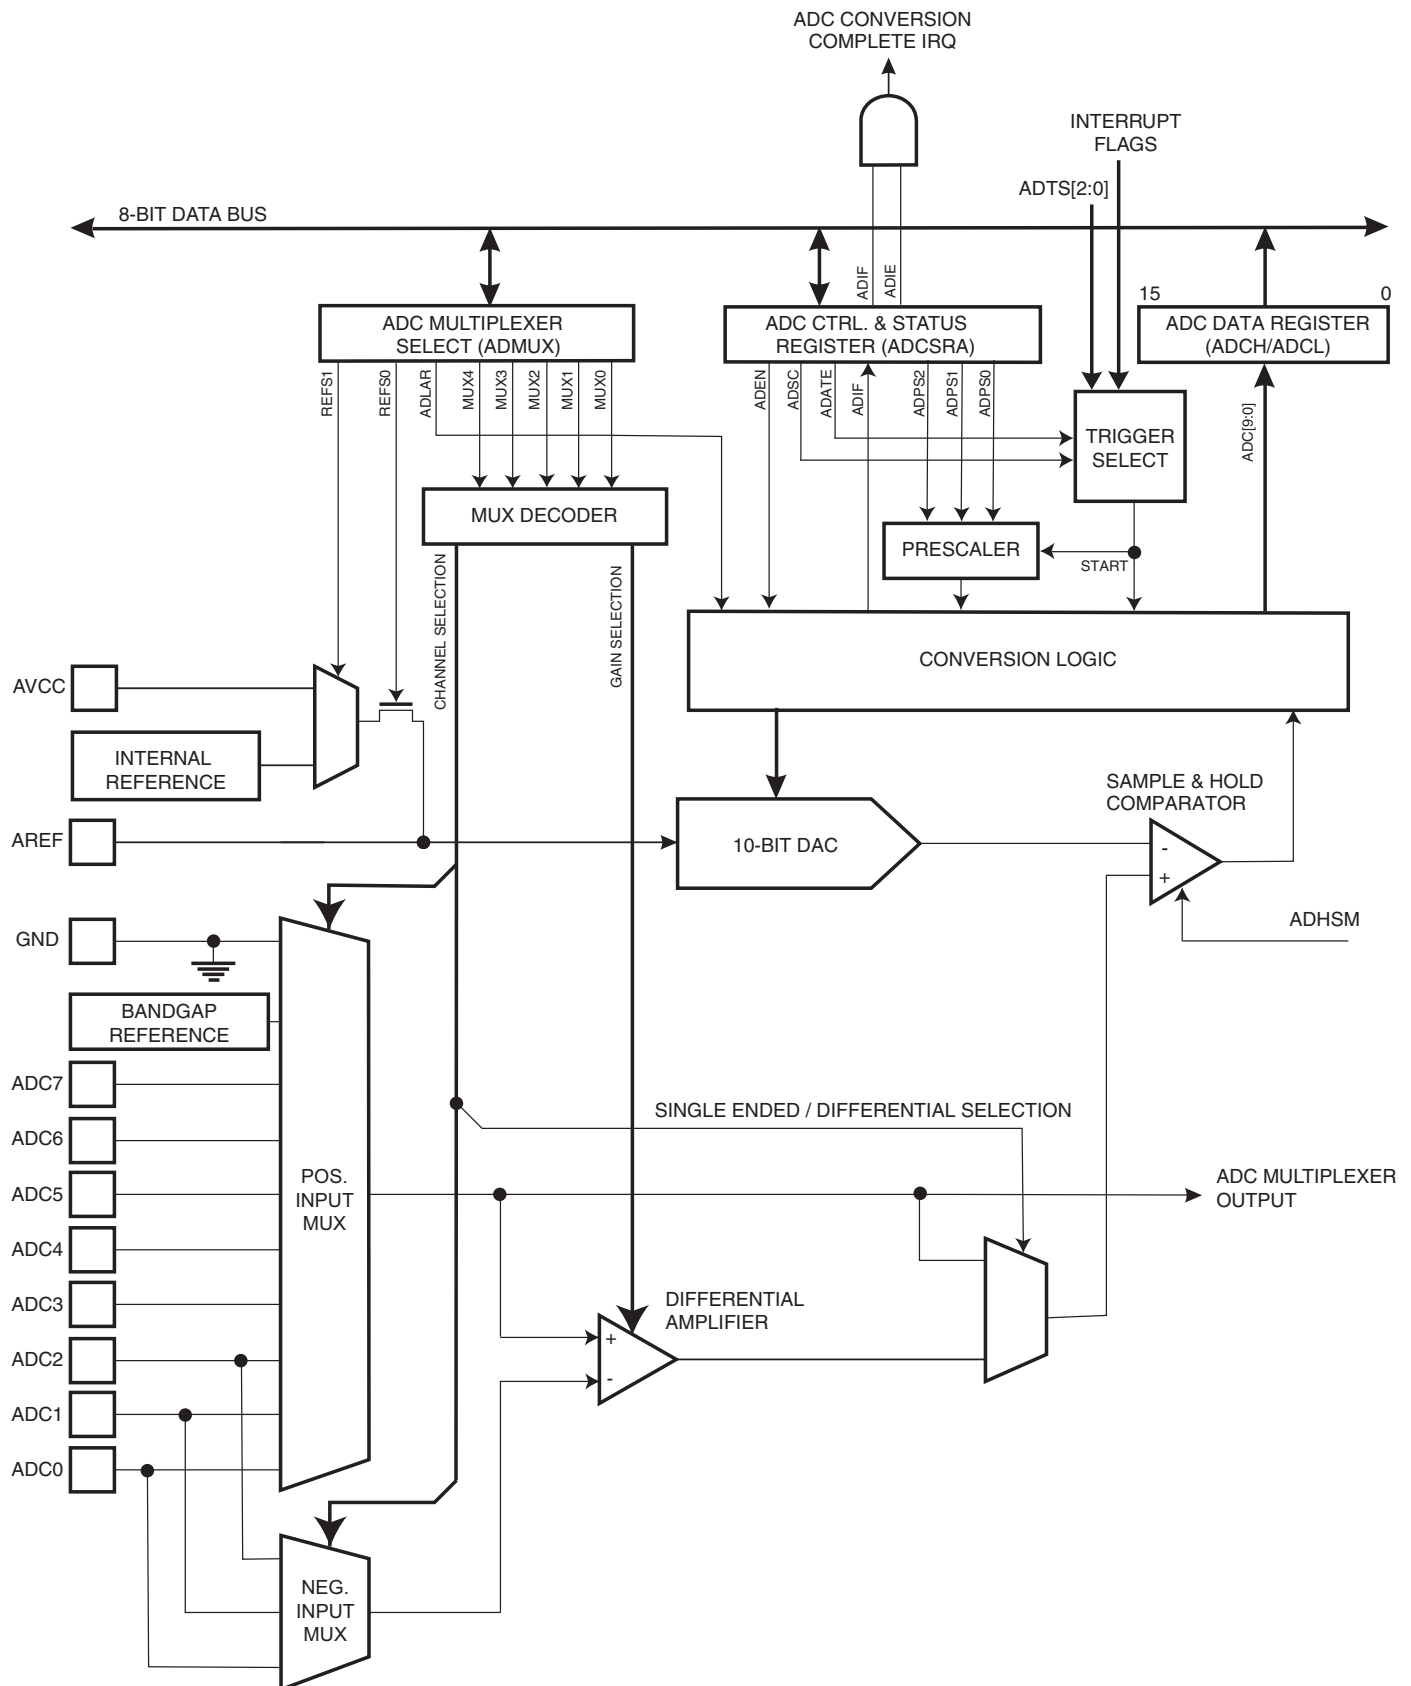 ADC CONVERSION
COMPLETE IRQ
INTERRUPT
FLAGS
ADTS[2:0]
8-BIT DATA BUS
ADIF
ADIE
15
0
ADC MULTIPLEXER
SELECT (ADMUX)
ADC CTRL. & STATUS
REGISTER (ADCSRA)
ADC DATA REGISTER
(ADCH/ADCL)
REFS1
REFS0
ADLAR
MUX4
MUX3
MUX2
MUX1
MUX0
ADEN
ADSC
ADATE
ADIF
ADPS2
ADPS1
ADPS0
ADC[9:0]
TRIGGER
SELECT
MUX DECODER
PRESCALER
START
CHANNEL SELECTION
GAIN SELECTION
CONVERSION LOGIC
AVCC
INTERNAL
REFERENCE
SAMPLE & HOLD
COMPARATOR
AREF
10-BIT DAC
-
+
ADHSM
GND
BANDGAP
REFERENCE
ADC7
SINGLE ENDED / DIFFERENTIAL SELECTION
ADC6
ADC5
POS.
INPUT
MUX
ADC MULTIPLEXER
OUTPUT
ADC4
ADC3
DIFFERENTIAL
AMPLIFIER
+
-
ADC2
ADC1
ADC0
NEG.
INPUT
MUX